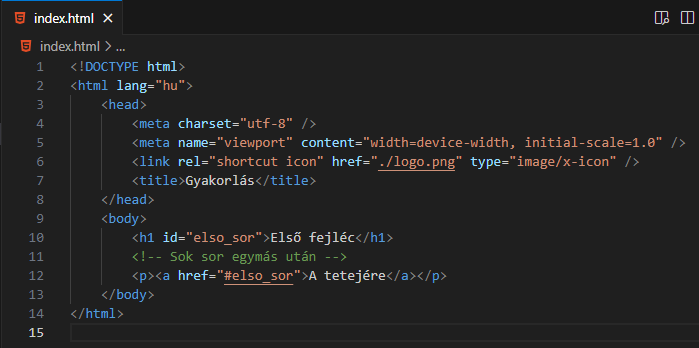 index.html
index.html > ...
1 <!DOCTYPE html>
2 <html lang="hu">
3 <head>
4 <meta charset="utf-8" />
5 <meta name="viewport" content="width=device-width, initial-scale=1.0" />
6 <link rel="shortcut icon" href="./logo.png" type="image/x-icon" />
7 <title>Gyakorlás</title>
8 </head>
9 <body>
10 <h1 id="elso_sor">Első fejléc</h1>
11 <!-- Sok sor egymás után -->
12 <p><a href="#elso_sor">A tetejére</a></p>
13 </body>
14 </html>
15